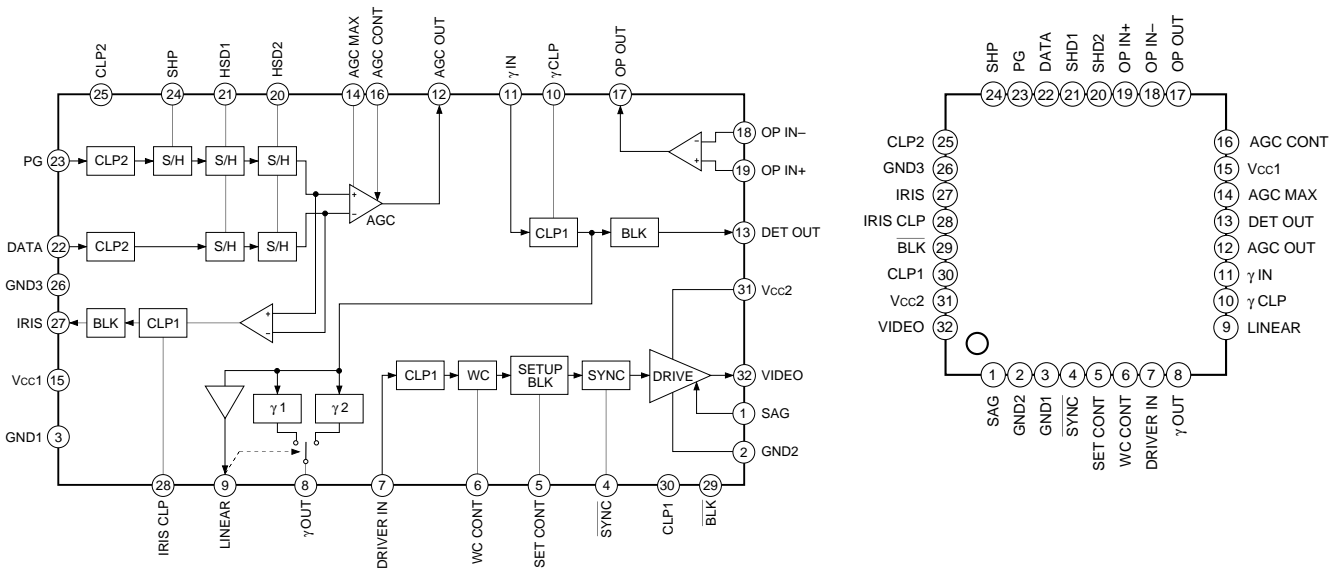 CLP2
SHP
HSD1
HSD2
AGC MAX
AGC CONT
AGC OUT
γ IN
γCLP
OP OUT
25
24
21
20
14
16
12
11
10
17
PG
23
CLP2
S/H
S/H
S/H
+
−
AGC
−
+
18
OP IN–
19
OP IN+
DATA
22
CLP2
S/H
S/H
CLP1
BLK
13
DET OUT
GND3
26
IRIS
27
BLK
CLP1
+
−
31
Vcc2
Vcc1
15
γ 1
γ 2
CLP1
WC
SETUP
BLK
SYNC
DRIVE
32
VIDEO
1
SAG
GND1
3
2
GND2
28
9
8
7
6
5
4
30
29
IRIS CLP
LINEAR
γOUT
DRIVER IN
WC CONT
SET CONT
SYNC
CLP1
BLK
SHP
PG
DATA
SHD1
SHD2
OP IN+
OP IN–
OP OUT
24
23
22
21
20
19
18
17
CLP2
25
GND3
26
IRIS
27
IRIS CLP
28
BLK
29
CLP1
30
Vcc2
31
VIDEO
32
16
AGC CONT
15
Vcc1
14
AGC MAX
13
DET OUT
12
AGC OUT
11
γ IN
10
γ CLP
9
LINEAR
1
2
3
4
5
6
7
8
SAG
GND2
GND1
SYNC
SET CONT
WC CONT
DRIVER IN
γOUT